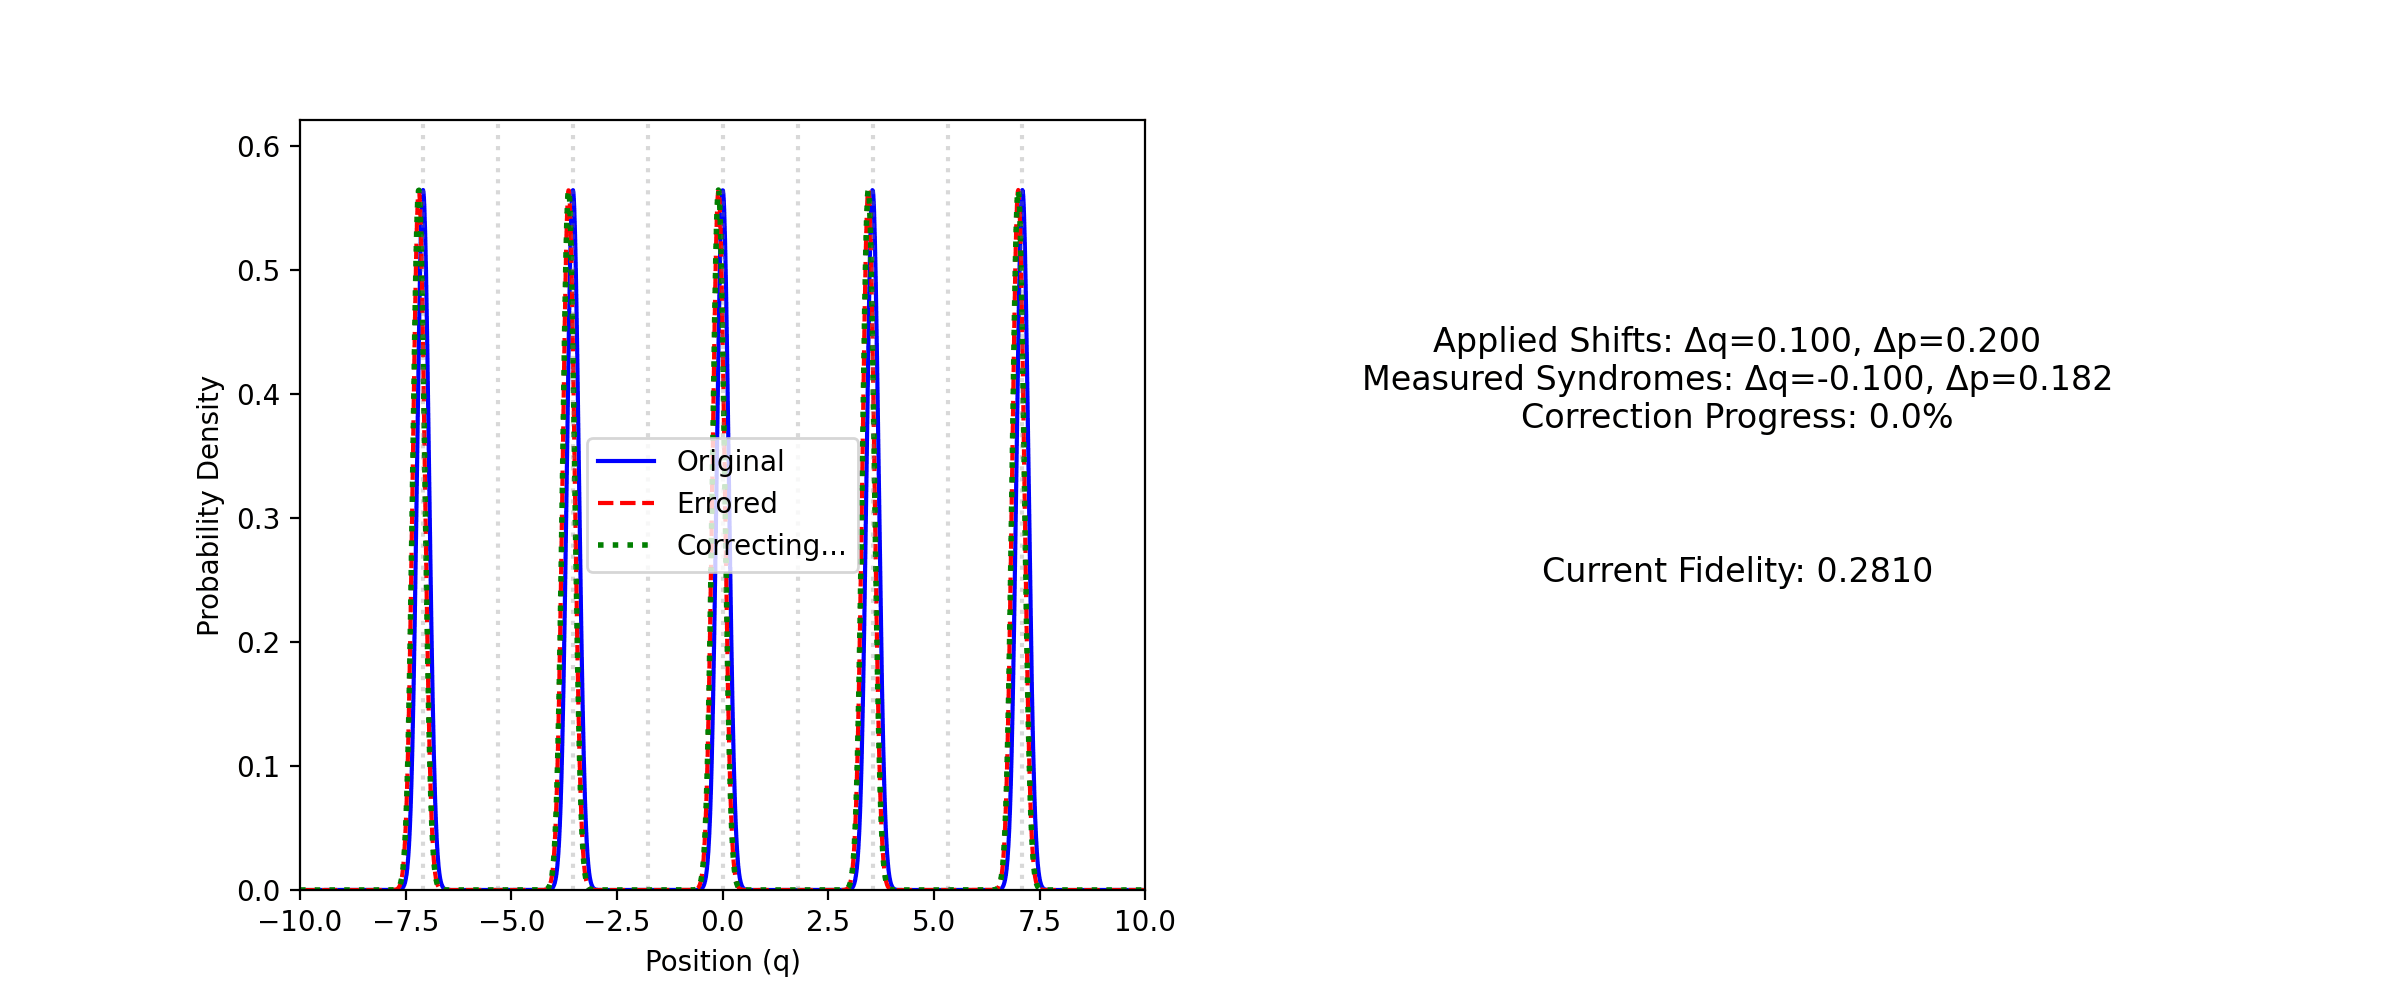 0.6
0.5
0.4
0.3
0.2
0.1
0.0
Probability Density
−10.0 −7.5 −5.0 −2.5 0.0 2.5 5.0 7.5 10.0
Position (q)
Original
Errored
Correcting...
Applied Shifts: Δq=0.100, Δp=0.200
Measured Syndromes: Δq=-0.100, Δp=0.182
Correction Progress: 0.0%
Current Fidelity: 0.2810